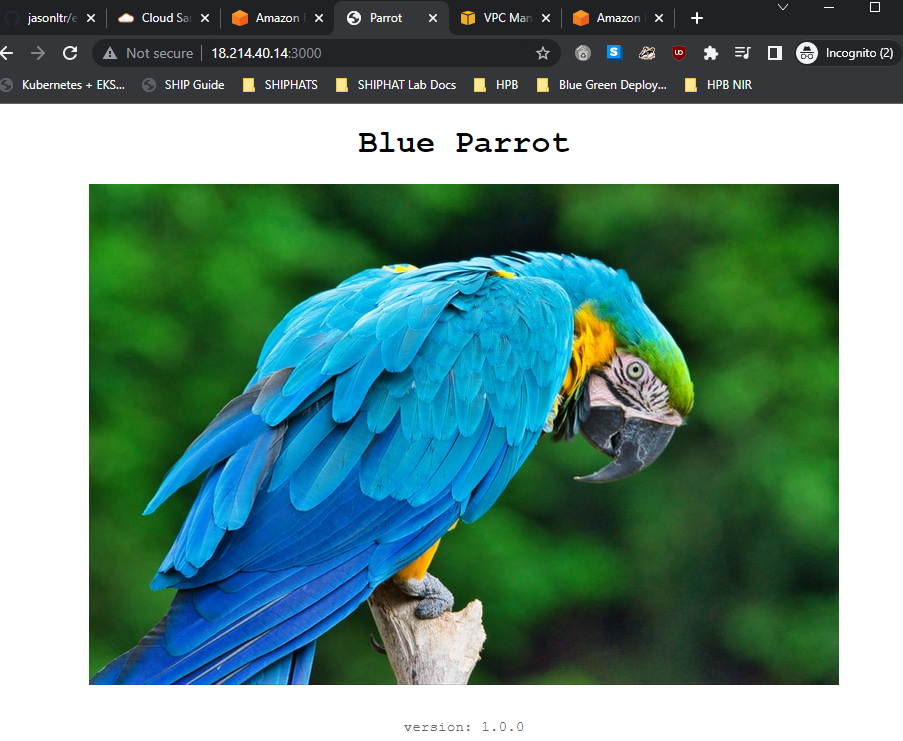 jasonltr/e Cloud Sa Amazon Parrot VPC Man Amazon
Not secure 18.214.40.14:3000 Incognito (2)
Kubernetes + EKS... SHIP Guide SHIPHATS SHIPHAT Lab Docs HPB Blue Green Deploy... HPB NIR
Blue Parrot
version: 1.0.0